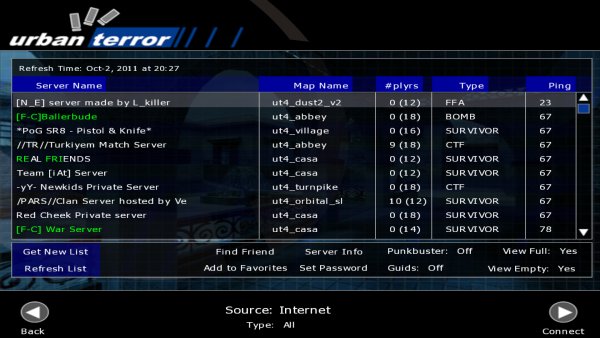 urban terror
Refresh Time: Oct-2, 2011 at 20:27
Server Name Map Name #plyrs Type Ping
[N_E] server made by L_killer ut4_dust2_v2 0 (12) FFA 23
[F-C]Ballerbude ut4_abbey 0 (18) BOMB 67
*PoG SR8 - Pistol & Knife* ut4_village 0 (16) SURVIVOR 67
//TR//Turkiyem Match Server ut4_abbey 9 (18) CTF 67
REAL FRIENDS ut4_casa 0 (12) SURVIVOR 67
Team [iAt] Server ut4_casa 0 (12) SURVIVOR 67
-yY- Newkids Private Server ut4_turnpike 0 (18) CTF 67
/PARS//Clan Server hosted by Ve ut4_orbital_sl 10 (12) SURVIVOR 67
Red Cheek Private server ut4_casa 0 (18) SURVIVOR 67
[F-C] War Server ut4_casa 0 (14) SURVIVOR 78
Get New List Find Friend Server Info Punkbuster: Off View Full: Yes
Refresh List Add to Favorites Set Password Guids: Off View Empty: Yes
Source: Internet
Type: All
Back Connect